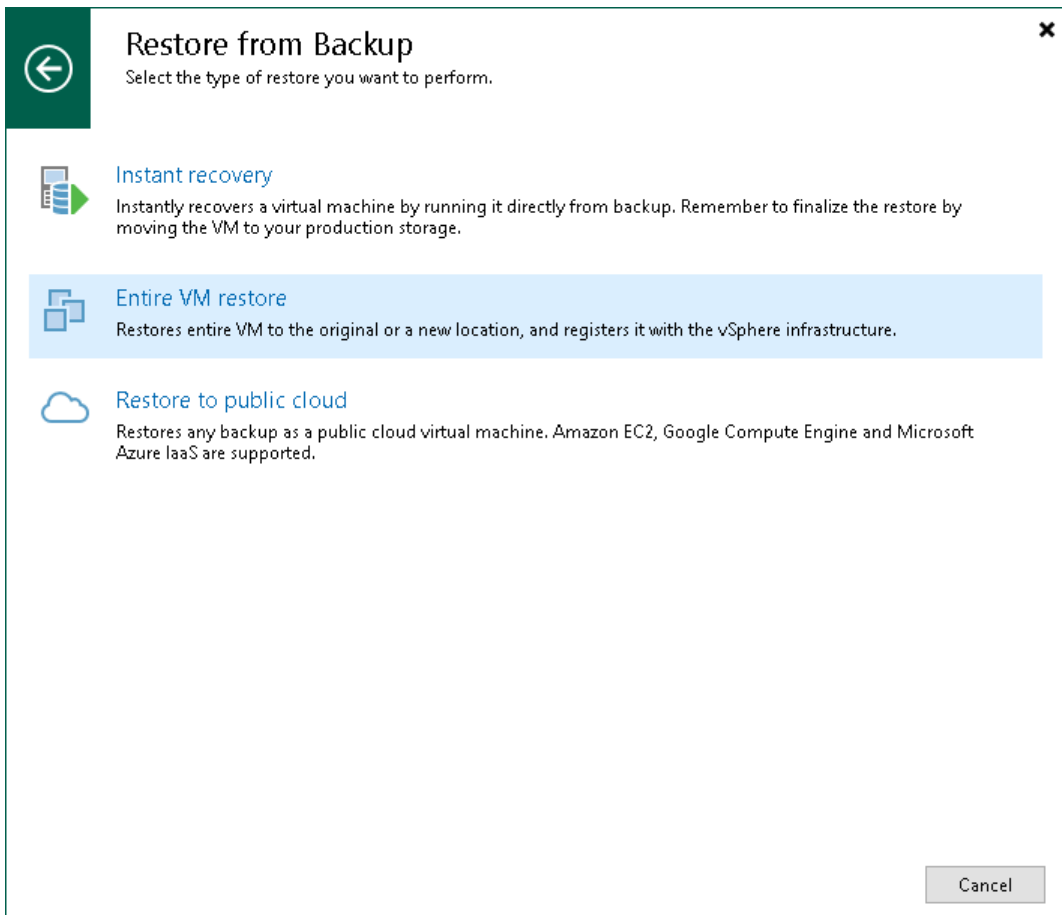 Restore from Backup
Select the type of restore you want to perform.
Instant recovery
Instantly recovers a virtual machine by running it directly from backup. Remember to finalize the restore by
moving the VM to your production storage.
Entire VM restore
Restores entire VM to the original or a new location, and registers it with the vSphere infrastructure.
Restore to public cloud
Restores any backup as a public cloud virtual machine. Amazon EC2, Google Compute Engine and Microsoft
Azure IaaS are supported.
Cancel